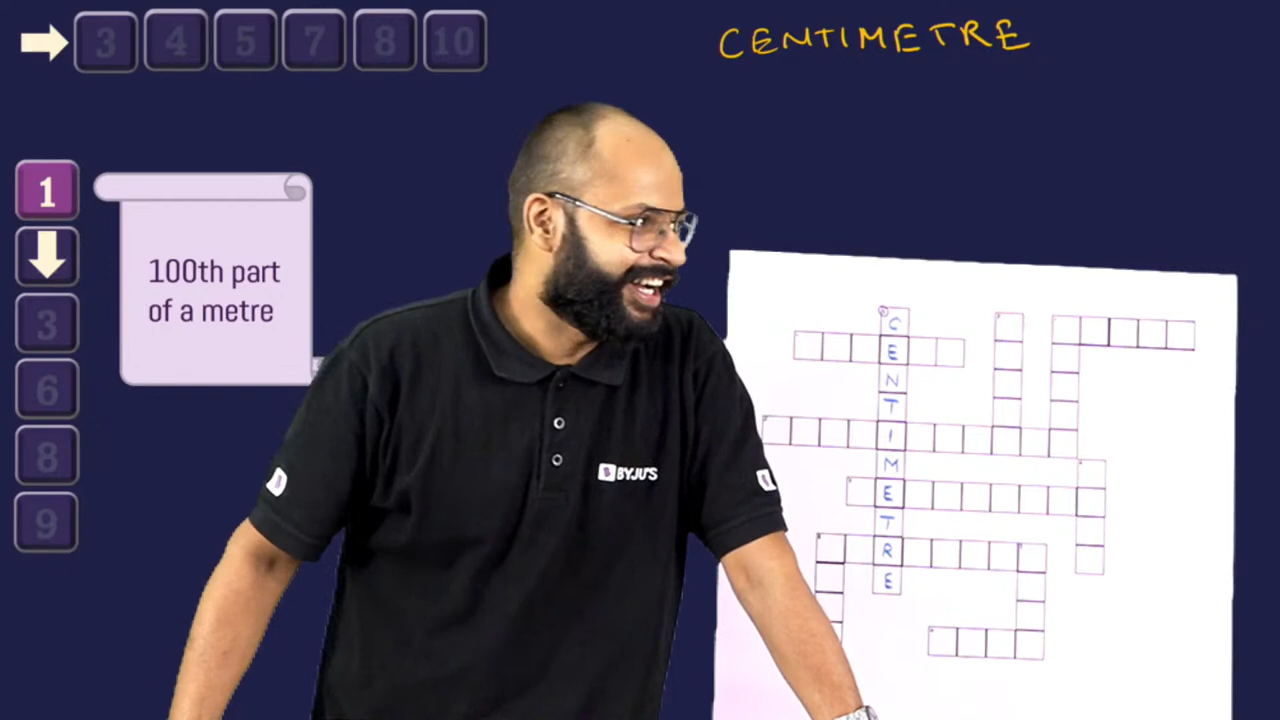 3 4 5 7 8 10
CENTIMETRE
1
3
6
8
9
100th part
of a metre
BYJU'S
C
E
N
T
I
M
E
T
R
E